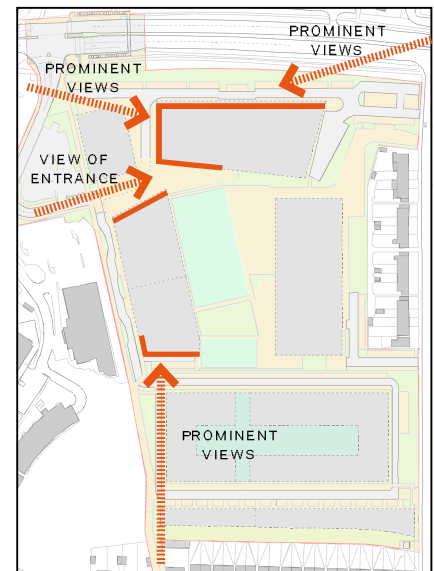 PROMINENT
VIEWS
PROMINENT
VIEWS
VIEW OF
ENTRANCE
PROMINENT
VIEWS